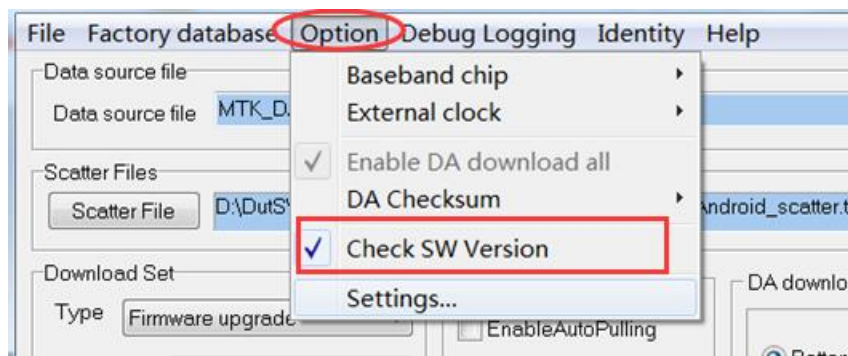 File Factory database Option Debug Logging Identity Help
Data source file
Data source file MTK_D
Baseband chip
External clock
Enable DA download all
DA Checksum
Check SW Version
Settings...
Scatter Files
Scatter File D:\DutS ndroid_scatter.t
Download Set
DA downlo
Type Firmware upgrade
EnableAutoPulling